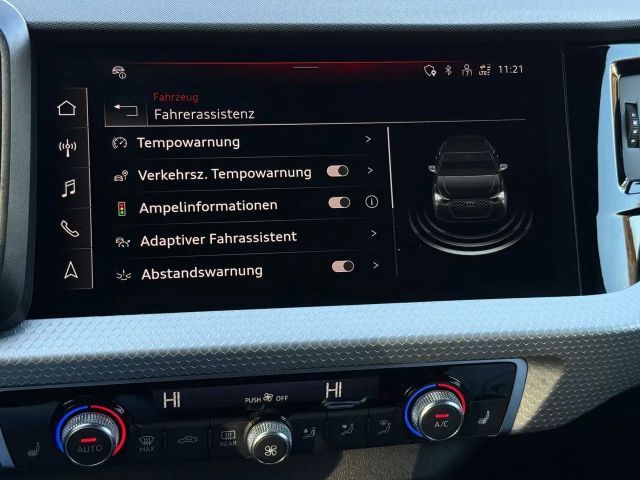 11:21
Fahrzeug
Fahrerassistenz
Tempowarnung
Verkehrsz. Tempowarnung
Ampelinformationen
Adaptiver Fahrassistent
Abstandswarnung
HI PUSH OFF HI
AUTO MAX REAR A/C